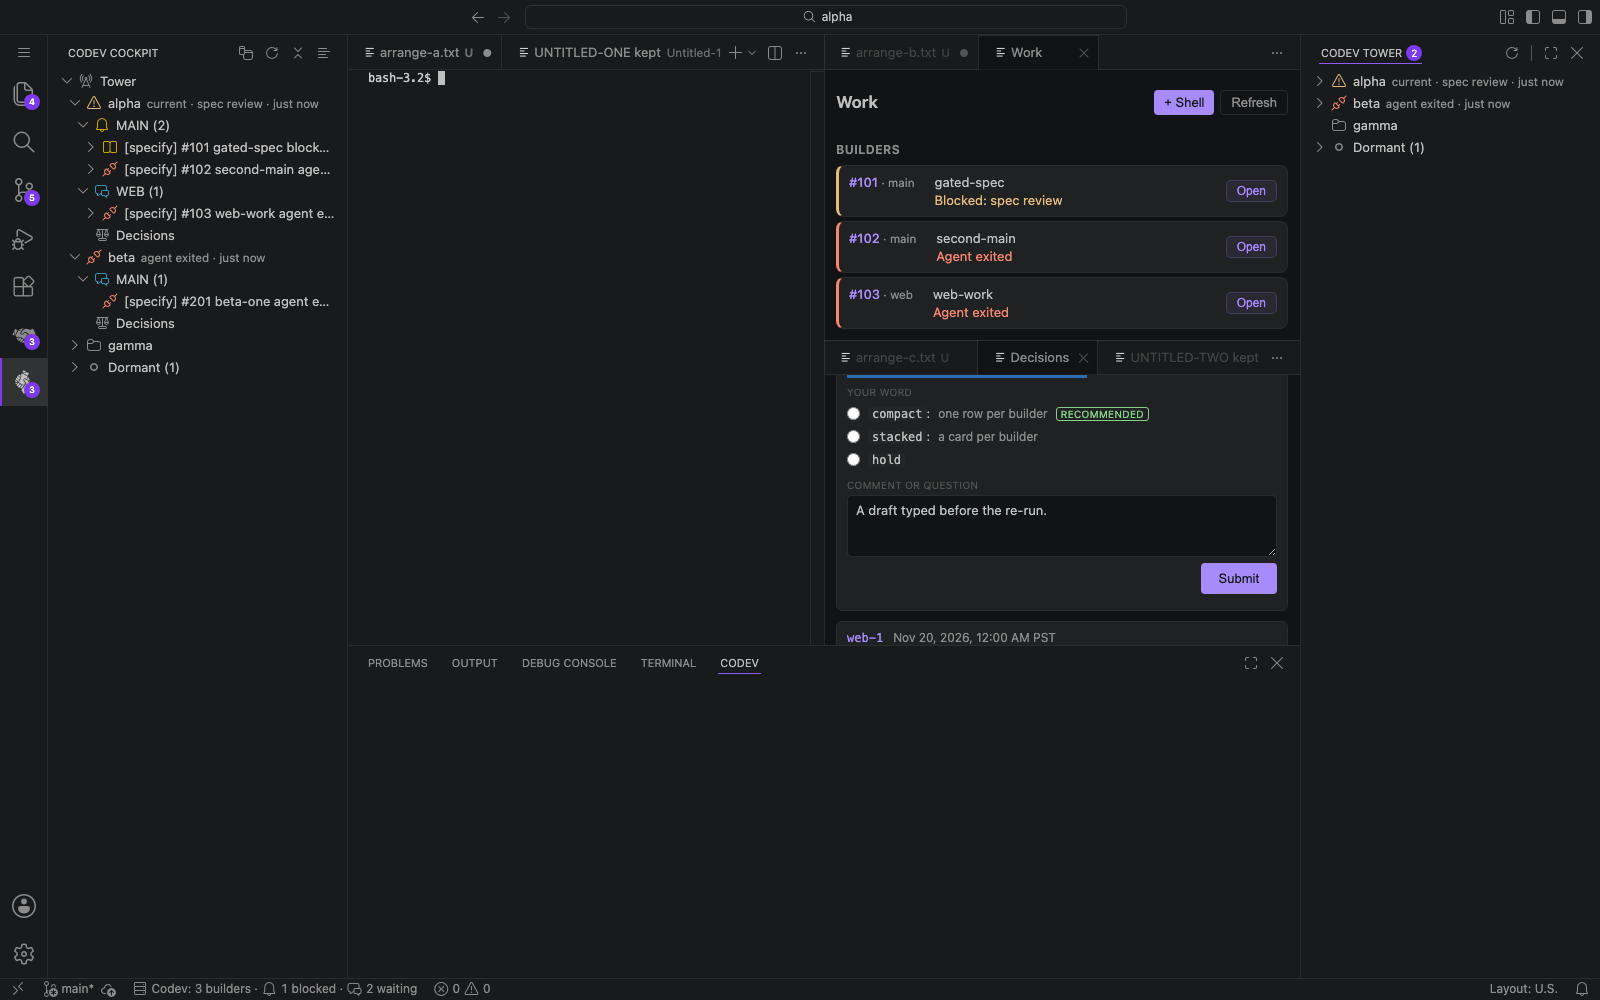 alpha
CODEV COCKPIT
Tower
alpha current · spec review · just now
MAIN (2)
[specify] #101 gated-spec block...
[specify] #102 second-main age...
WEB (1)
[specify] #103 web-work agent e...
Decisions
beta agent exited · just now
MAIN (1)
[specify] #201 beta-one agent e...
Decisions
gamma
Dormant (1)
4
5
3
3
arrange-a.txt U
UNTITLED-ONE kept Untitled-1
bash-3.2$
arrange-b.txt U
Work
Work
+ Shell
Refresh
BUILDERS
#101 · main gated-spec
Blocked: spec review
Open
#102 · main second-main
Agent exited
Open
#103 · web web-work
Agent exited
Open
arrange-c.txt U
Decisions
UNTITLED-TWO kept
YOUR WORD
compact: one row per builder RECOMMENDED
stacked: a card per builder
hold
COMMENT OR QUESTION
A draft typed before the re-run.
Submit
web-1 Nov 20, 2026, 12:00 AM PST
PROBLEMS
OUTPUT
DEBUG CONSOLE
TERMINAL
CODEV
CODEV TOWER 2
alpha current · spec review · just now
beta agent exited · just now
gamma
Dormant (1)
main*
Codev: 3 builders · 1 blocked · 2 waiting
0 0
Layout: U.S.